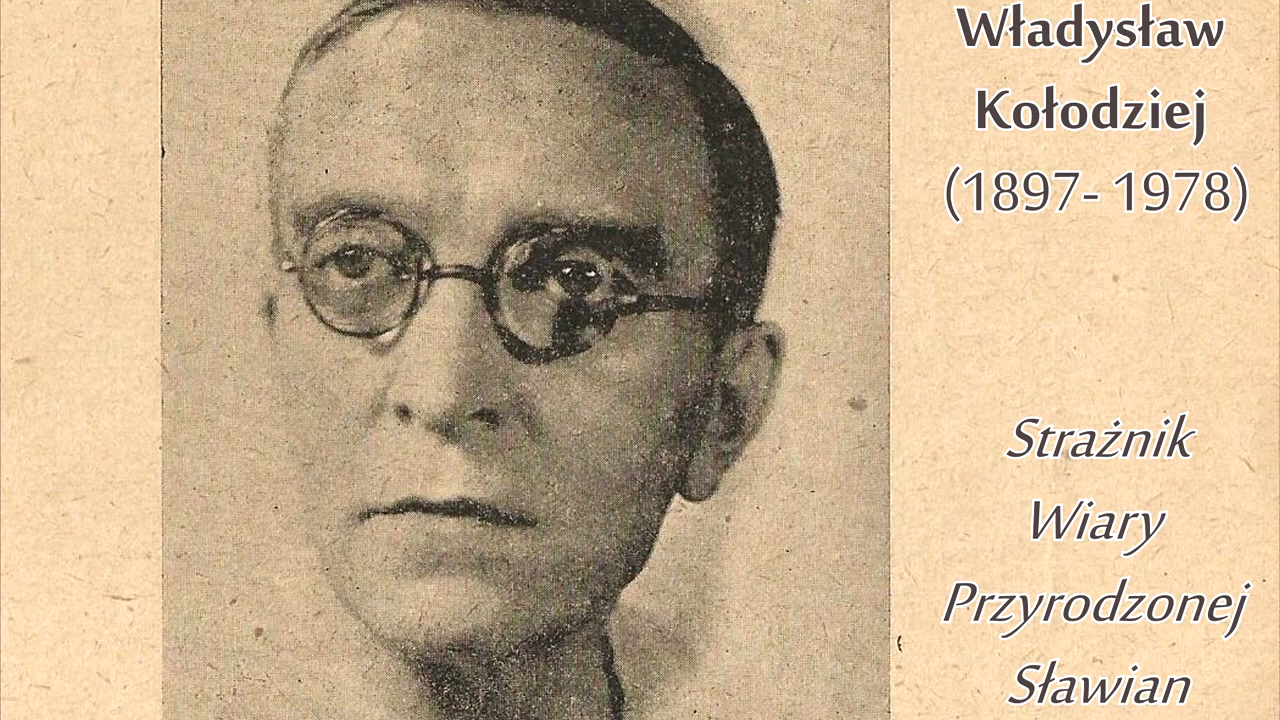 Władysław
Kołodziej
(1897- 1978)
Strażnik
Wiary
Przyrodzonej
Sławian